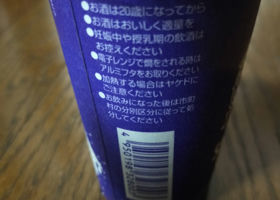 ●お酒は20歳になってから
●お酒はおいしく適量を
●妊娠中や授乳期の飲酒は
お控えください
●電子レンジで燗をされる時は
アルミフタをお取りください
●加熱する場合はヤケドに
ご注意ください
●お飲みになった後は市町
村の分別区分に従って処
分してください